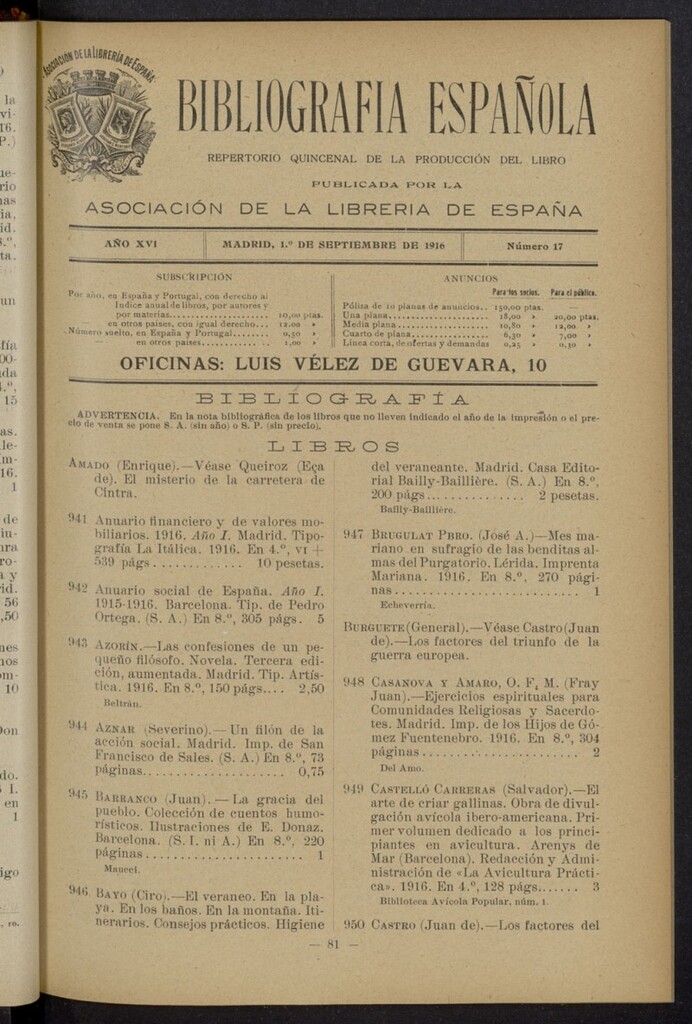 ASOCIACIÓN DE LA LIBRERÍA DE ESPAÑA
BIBLIOGRAFIA ESPAÑOLA
REPERTORIO QUINCENAL DE LA PRODUCCIÓN DEL LIBRO
PUBLICADA POR LA
ASOCIACIÓN DE LA LIBRERIA DE ESPAÑA
AÑO XVI
MADRID, 1.º DE SEPTIEMBRE DE 1916
Número 17
SUBSCRIPCIÓN
Por año, en España y Portugal, con derecho al
Indice anual de libros, por autores y
por materias.................... 10,00 ptas.
en otros países, con igual derecho... 12,00 »
Número suelto, en España y Portugal....... 0,50 »
en otros países............. 1,00 »
ANUNCIOS
Para los socios. Para el público.
Póliza de 10 planas de anuncios.. 150,00 ptas.
Una plana................... 18,00 » 20,00 ptas.
Media plana................. 10,80 » 12,00 »
Cuarto de plana............. 6,30 » 7,00 »
Línea corta, de ofertas y demandas 0,25 » 0,30 »
OFICINAS: LUIS VÉLEZ DE GUEVARA, 10
BIBLIOGRAFÍA
ADVERTENCIA. En la nota bibliográfica de los libros que no lleven indicado el año de la impresión o el pre-
cio de venta se pone S. A. (sin año) o S. P. (sin precio).
LIBROS
AMADO (Enrique).—Véase Queiroz (Eça
de). El misterio de la carretera de
Cintra.
941 Anuario financiero y de valores mo-
biliarios. 1916. Año I. Madrid. Tipo-
grafía La Itálica. 1916. En 4.º, VI +
539 págs............ 10 pesetas.
942 Anuario social de España. Año I.
1915-1916. Barcelona. Tip. de Pedro
Ortega. (S. A.) En 8.º, 305 págs. 5
943 AZORÍN.—Las confesiones de un pe-
queño filósofo. Novela. Tercera edi-
ción, aumentada. Madrid. Tip. Artís-
tica. 1916. En 8.º, 150 págs.... 2,50
Beltrán.
944 AZNAR (Severino).—Un filón de la
acción social. Madrid. Imp. de San
Francisco de Sales. (S. A.) En 8.º, 73
páginas.................. 0,75
945 BARRANCO (Juan).—La gracia del
pueblo. Colección de cuentos humo-
rísticos. Ilustraciones de E. Donaz.
Barcelona. (S. I. ni A.) En 8.º, 220
páginas...................... 1
Maucci.
946 BAYO (Ciro).—El veraneo. En la pla-
ya. En los baños. En la montaña. Iti-
nerarios. Consejos prácticos. Higiene
del veraneante. Madrid. Casa Edito-
rial Bailly-Baillière. (S. A.) En 8.º,
200 págs............... 2 pesetas.
Bailly-Baillière.
947 BRUGULAT PBRO. (José A.)—Mes ma-
riano en sufragio de las benditas al-
mas del Purgatorio. Lérida. Imprenta
Mariana. 1916. En 8.º, 270 pági-
nas.......................... 1
Echeverría.
BURGUETE (General).—Véase Castro (Juan
de).—Los factores del triunfo de la
guerra europea.
948 CASANOVA Y AMARO, O. F, M. (Fray
Juan).—Ejercicios espirituales para
Comunidades Religiosas y Sacerdo-
tes. Madrid. Imp. de los Hijos de Gó-
mez Fuentenebro. 1916. En 8.º, 304
páginas...................... 2
Del Amo.
949 CASTELLÓ CARRERAS (Salvador).—El
arte de criar gallinas. Obra de divul-
gación avícola ibero-americana. Pri-
mer volumen dedicado a los princi-
piantes en avicultura. Arenys de
Mar (Barcelona). Redacción y Admi-
nistración de «La Avicultura Prácti-
ca». 1916. En 4.º, 128 págs...... 3
Biblioteca Avícola Popular, núm. 1.
950 CASTRO (Juan de).—Los factores del
— 81 —